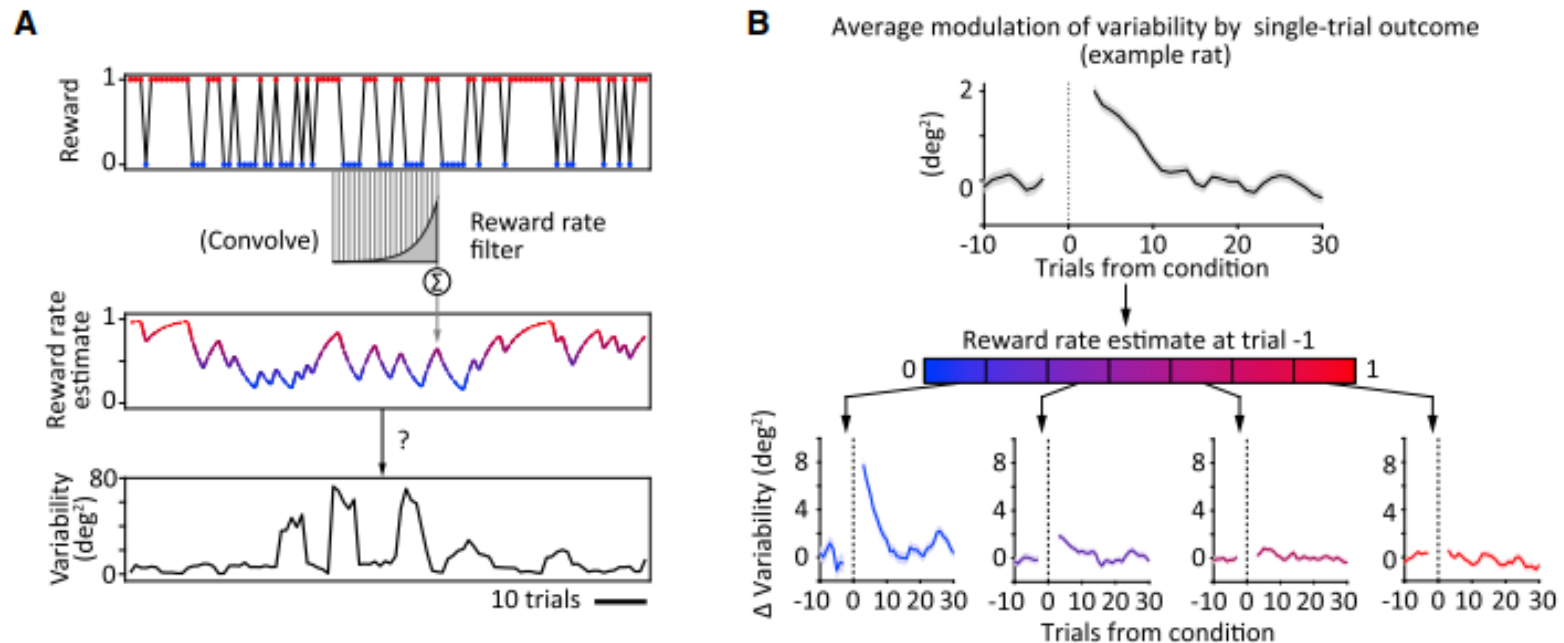 A
Reward
1
0
(Convolve)
Reward rate
filter
Σ
Reward rate
estimate
1
0
?
Variability
(deg²)
80
0
10 trials
B
Average modulation of variability by single-trial outcome
(example rat)
(deg²)
2
0
-10 0 10 20 30
Trials from condition
Reward rate estimate at trial -1
0 1
Δ Variability (deg²)
8 8 8 8
4 4 4 4
0 0 0 0
-10 0 10 20 30 -10 0 10 20 30 -10 0 10 20 30 -10 0 10 20 30
Trials from condition